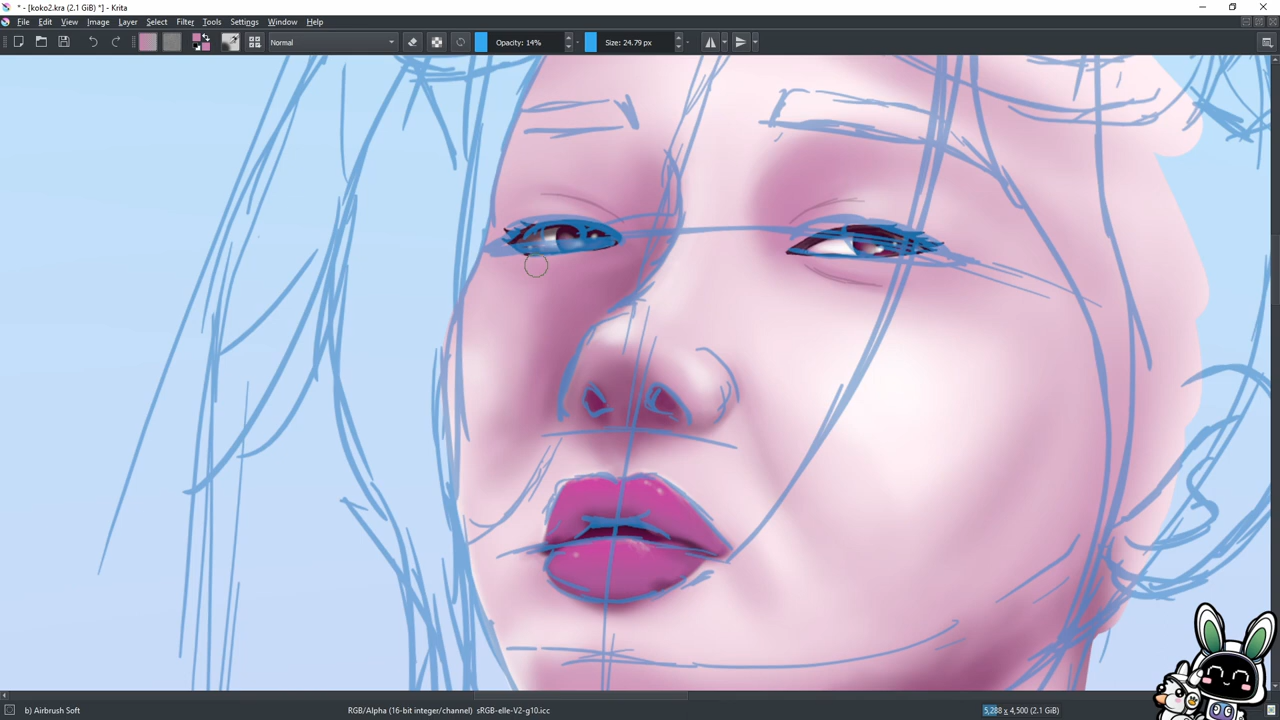 * - [koko2.kra (2.1 GiB) *] - Krita
File Edit View Image Layer Select Filter Tools Settings Window Help
Normal Opacity: 14% Size: 24.79 px
b) Airbrush Soft RGB/Alpha (16-bit integer/channel) sRGB-elle-V2-g10.icc 5,288 x 4,500 (2.1 GiB)